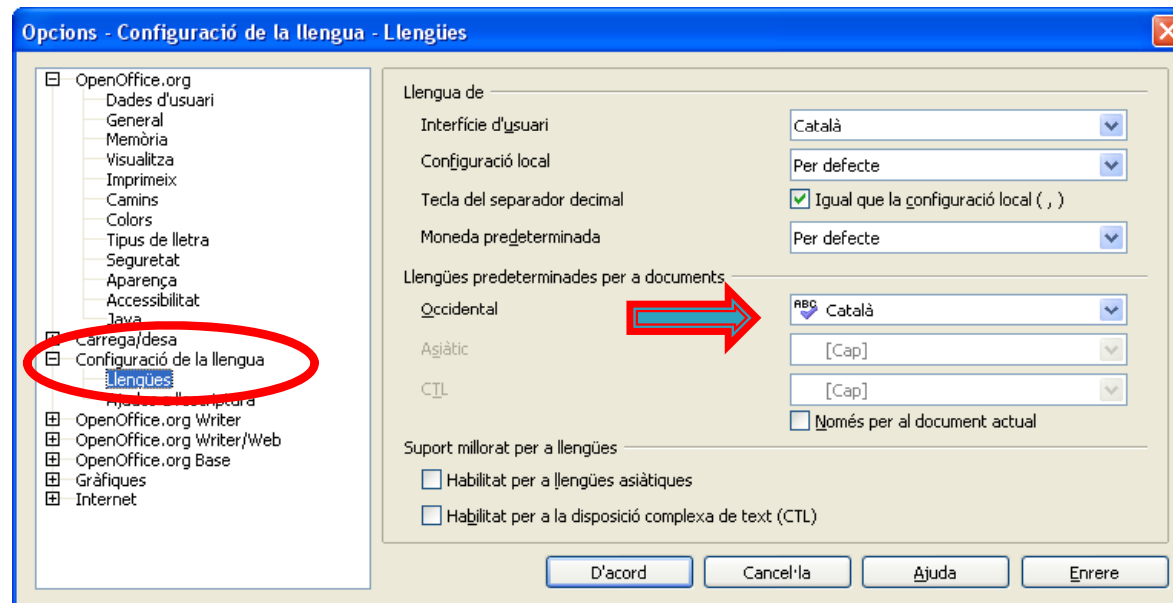 Opcions - Configuració de la llengua - Llengües
OpenOffice.org
Dades d'usuari
General
Memòria
Visualitza
Imprimeix
Camins
Colors
Tipus de lletra
Seguretat
Aparença
Accessibilitat
Java
Carrega/desa
Configuració de la llengua
Llengües
Ajudes a l'escriptura
OpenOffice.org Writer
OpenOffice.org Writer/Web
OpenOffice.org Base
Gràfiques
Internet
Llengua de
Interfície d'usuari
Català
Configuració local
Per defecte
Tecla del separador decimal
Igual que la configuració local ( , )
Moneda predeterminada
Per defecte
Llengües predeterminades per a documents
Occidental
ABC Català
Asiàtic
[Cap]
CTL
[Cap]
Només per al document actual
Suport millorat per a llengües
Habilitat per a llengües asiàtiques
Habilitat per a la disposició complexa de text (CTL)
D'acord
Cancel·la
Ajuda
Enrere